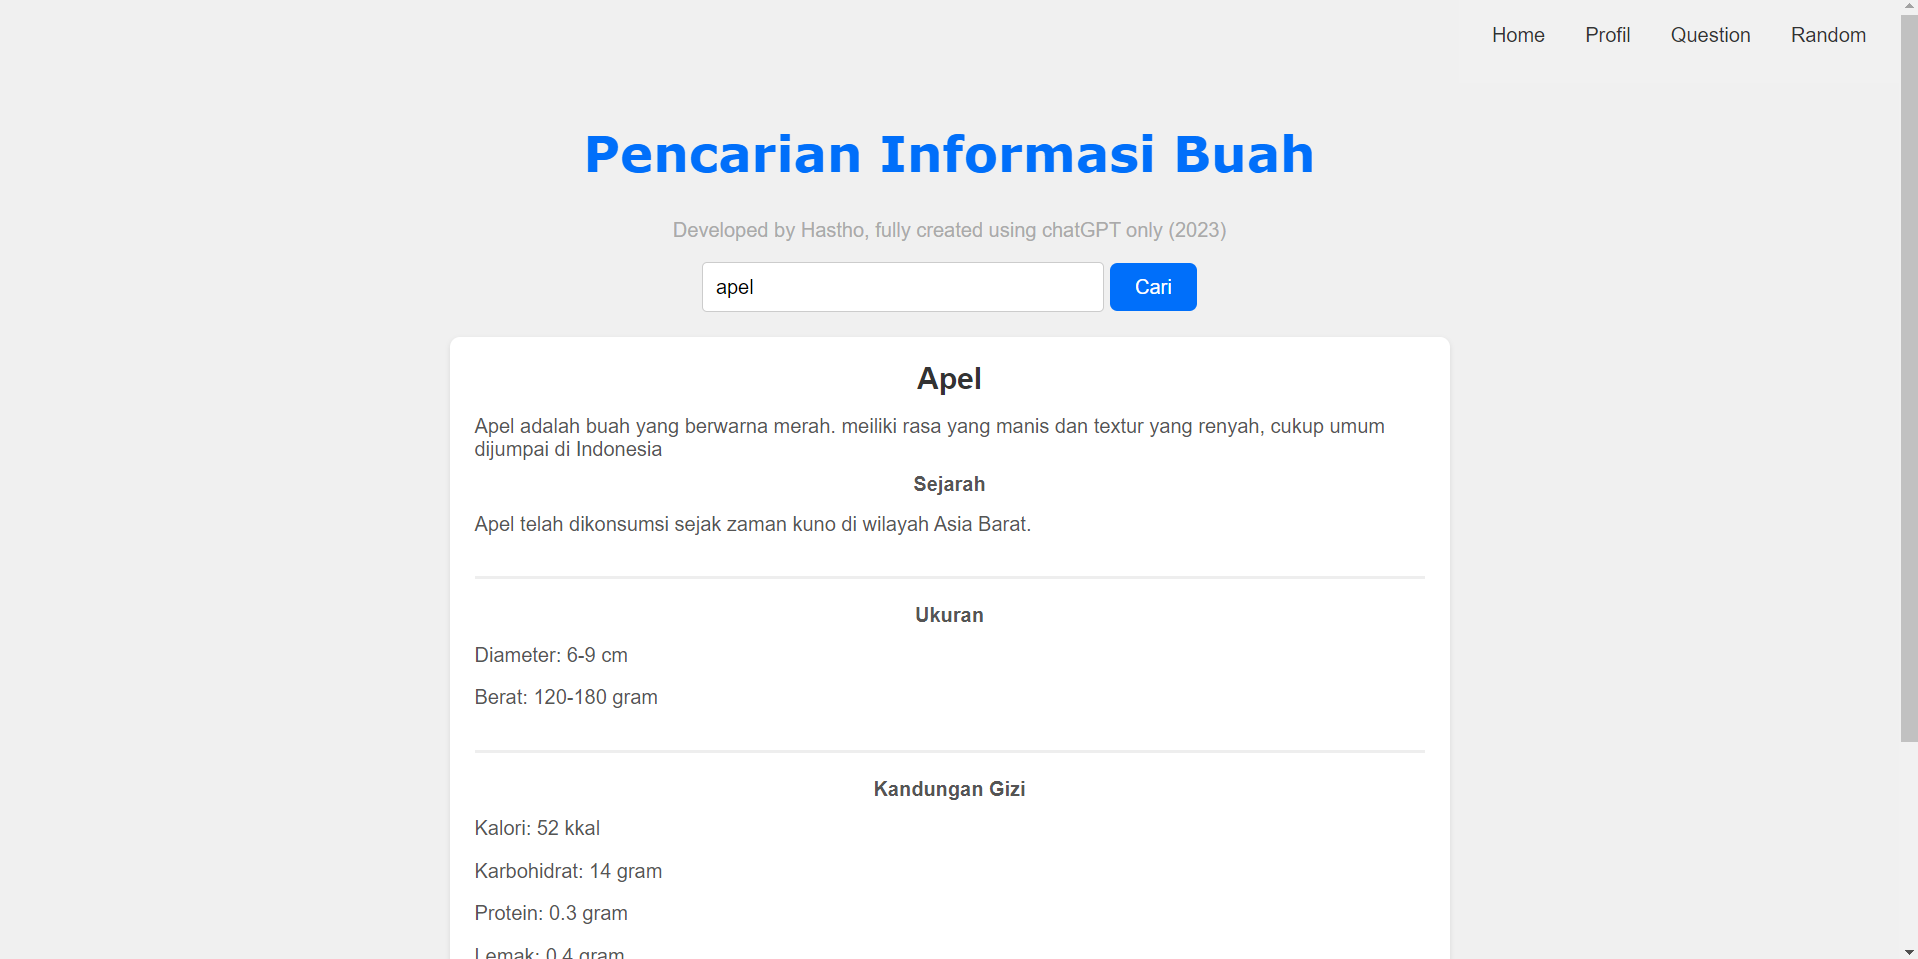 Home Profil Question Random
Pencarian Informasi Buah
Developed by Hastho, fully created using chatGPT only (2023)
apel Cari
Apel
Apel adalah buah yang berwarna merah. meiliki rasa yang manis dan textur yang renyah, cukup umum
dijumpai di Indonesia
Sejarah
Apel telah dikonsumsi sejak zaman kuno di wilayah Asia Barat.
Ukuran
Diameter: 6-9 cm
Berat: 120-180 gram
Kandungan Gizi
Kalori: 52 kkal
Karbohidrat: 14 gram
Protein: 0.3 gram
Lemak: 0.4 gram